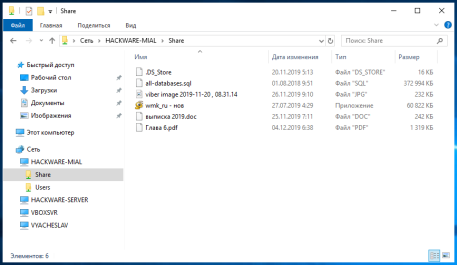 Share
Файл Главная Поделиться Вид
Сеть › HACKWARE-MIAL › Share
Поиск: Share
Имя Дата изменения Тип Размер
.DS_Store 20.11.2019 5:13 Файл "DS_STORE" 16 КБ
all-databases.sql 01.08.2018 9:51 Файл "SQL" 372 994 КБ
viber image 2019-11-20 , 08.31.14 26.11.2019 9:10 Файл "JPG" 232 КБ
wmk_ru – нов 27.07.2019 4:29 Приложение 60 822 КБ
выписка 2019.doc 25.11.2019 7:11 Файл "DOC" 242 КБ
Глава 6.pdf 04.12.2019 6:38 Файл "PDF" 1 319 КБ
Быстрый доступ
Рабочий стол
Загрузки
Документы
Изображения
Этот компьютер
Сеть
HACKWARE-MIAL
Share
Users
HACKWARE-SERVER
VBOXSVR
VYACHESLAV
Элементов: 6